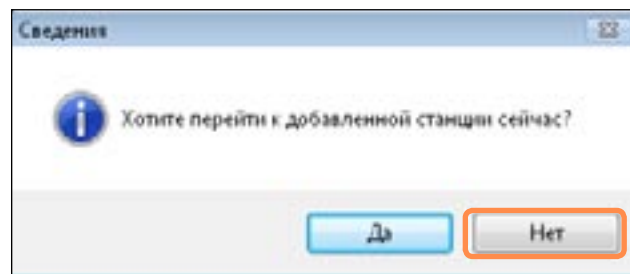 Сведения
Хотите перейти к добавленной станции сейчас?
Да
Нет